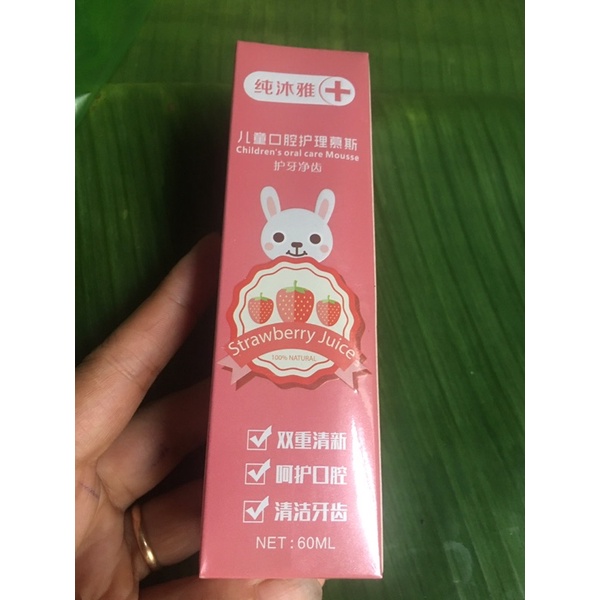 纯沐雅
儿童口腔护理慕斯
Children's oral care Mousse
护牙净齿
Strawberry Juice
100% NATURAL
双重清新
呵护口腔
清洁牙齿
NET : 60ML